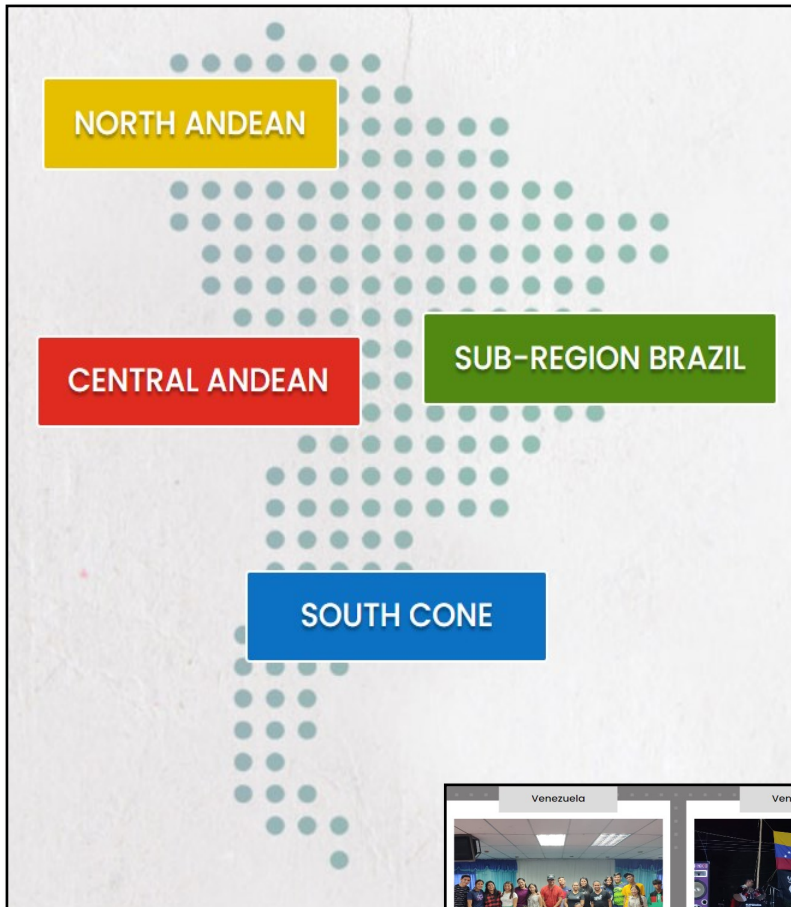 NORTH ANDEAN
CENTRAL ANDEAN
SUB-REGION BRAZIL
SOUTH CONE
Venezuela